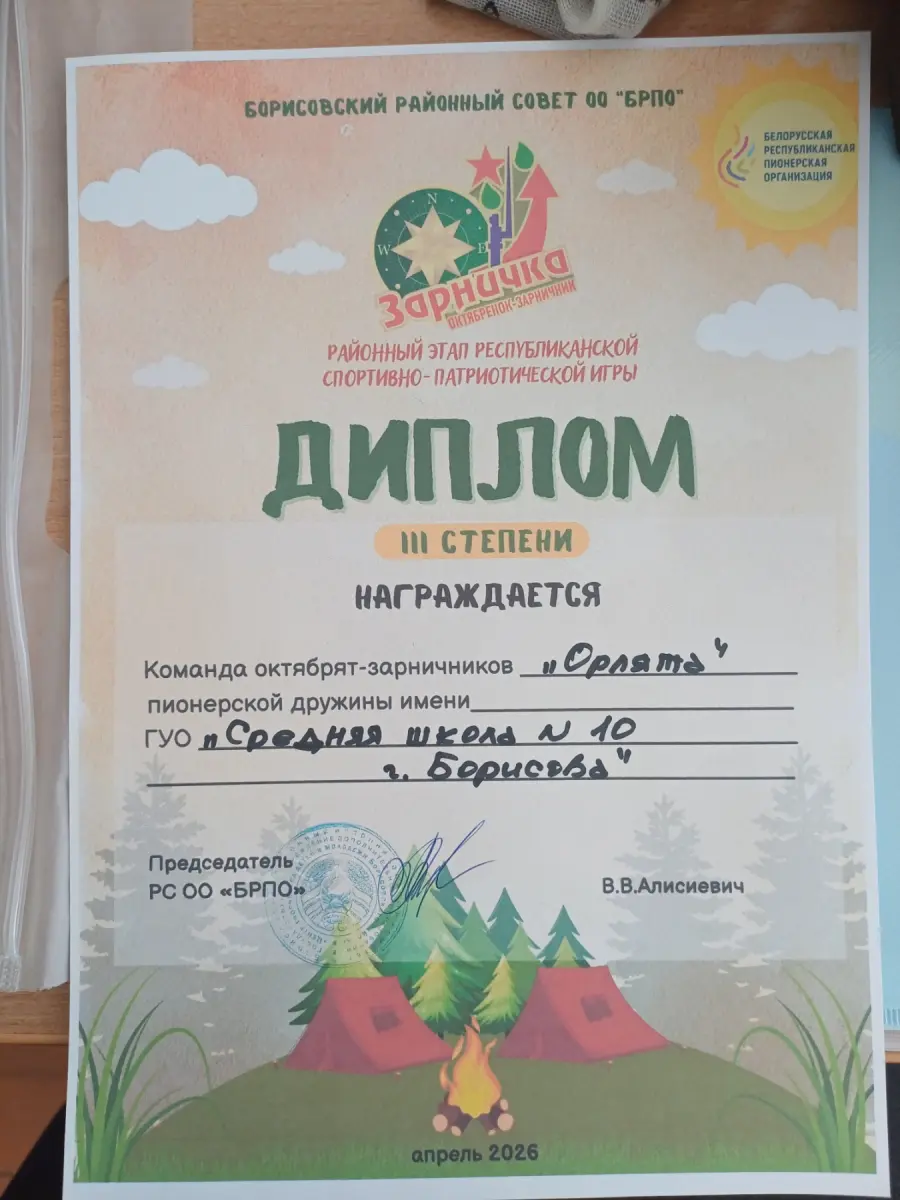 БОРИСОВСКИЙ РАЙОННЫЙ СОВЕТ ОО "БРПО"
БЕЛОРУССКАЯ
РЕСПУБЛИКАНСКАЯ
ПИОНЕРСКАЯ
ОРГАНИЗАЦИЯ
N
W E
Зарничка
ОКТЯБРЕНОК-ЗАРНИЧНИК
РАЙОННЫЙ ЭТАП РЕСПУБЛИКАНСКОЙ
СПОРТИВНО-ПАТРИОТИЧЕСКОЙ ИГРЫ
ДИПЛОМ
III СТЕПЕНИ
НАГРАЖДАЕТСЯ
Команда октябрят-зарничников „Орлята"
пионерской дружины имени
ГУО „Средняя школа N 10
г. Борисова"
Председатель
РС ОО «БРПО» В.В.Алисиевич
апрель 2026